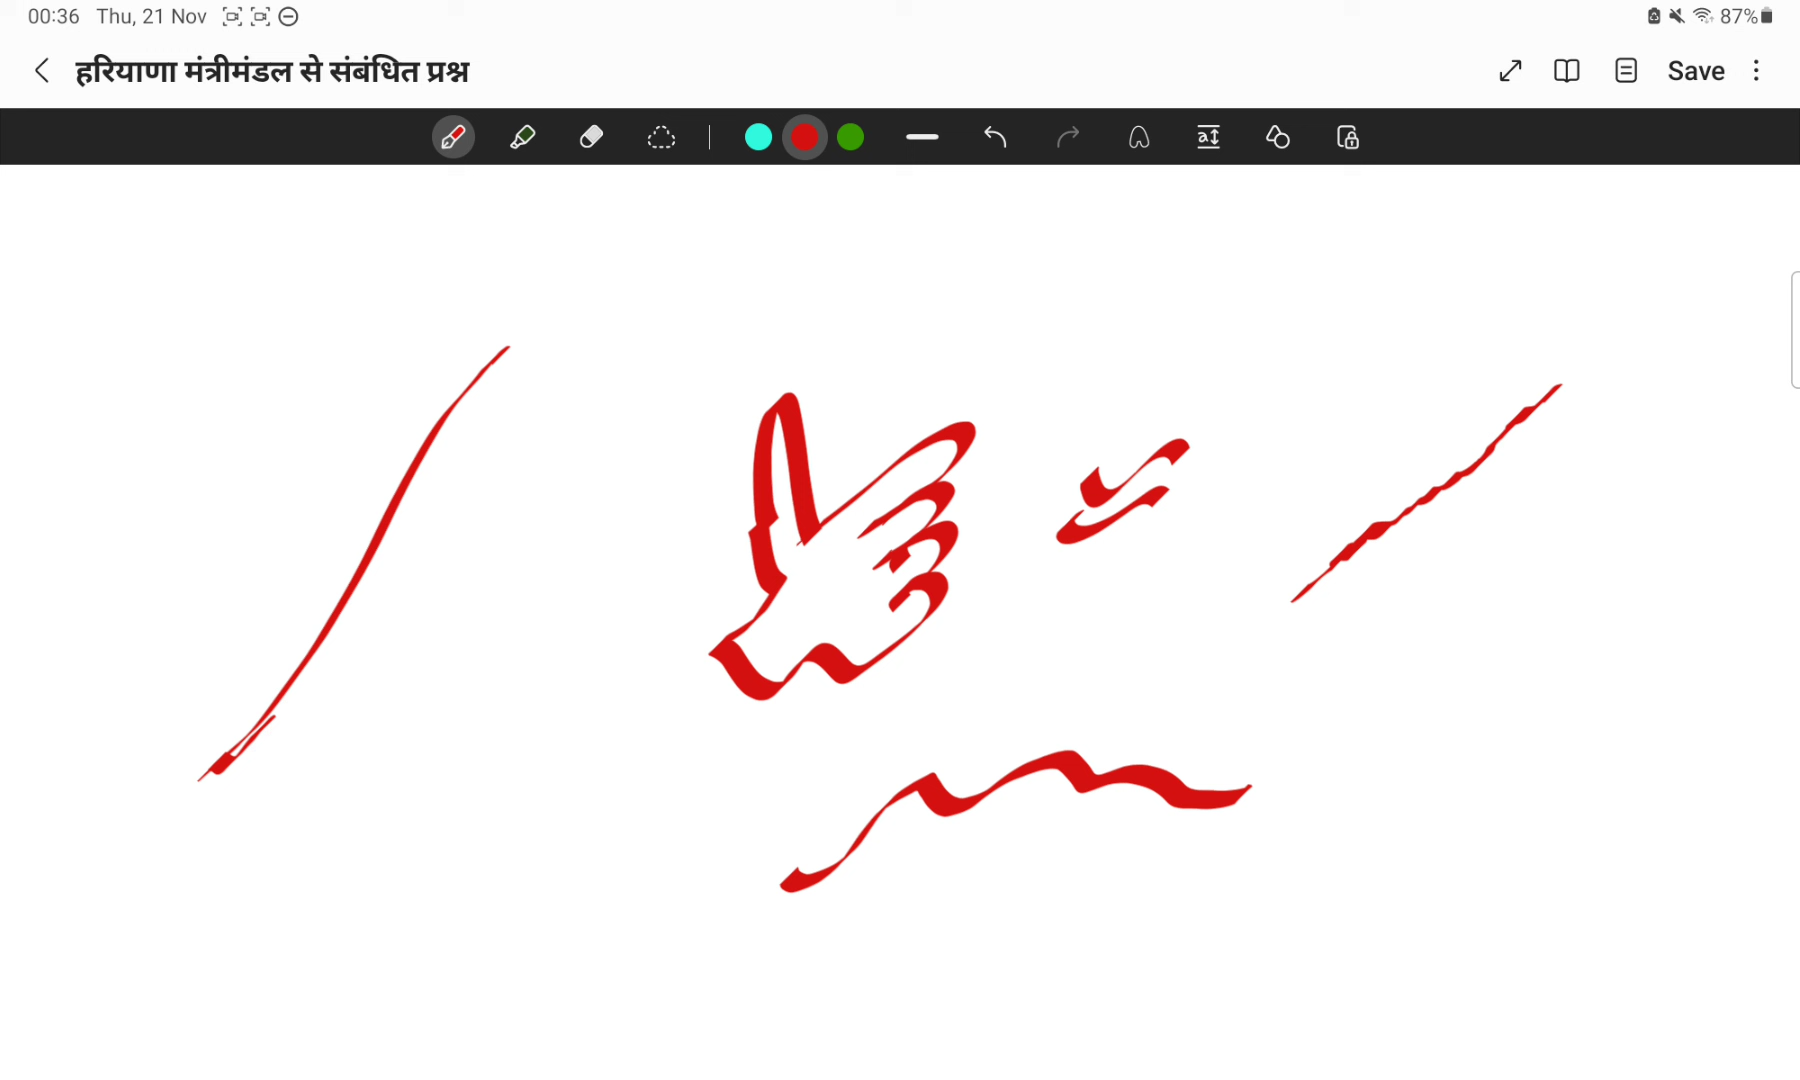 00:36 Thu, 21 Nov 87%
हरियाणा मंत्रीमंडल से संबंधित प्रश्न Save